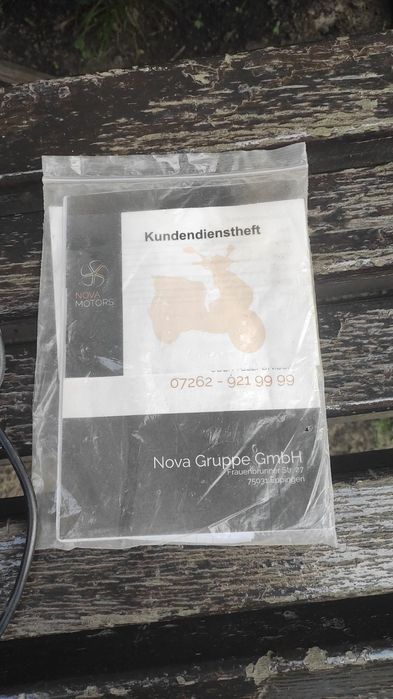 Kundendienstheft
NOVA
MOTORS
07262 - 921 99 99
Nova Gruppe GmbH
Frauenbrunner Str. 27
75031 Eppingen